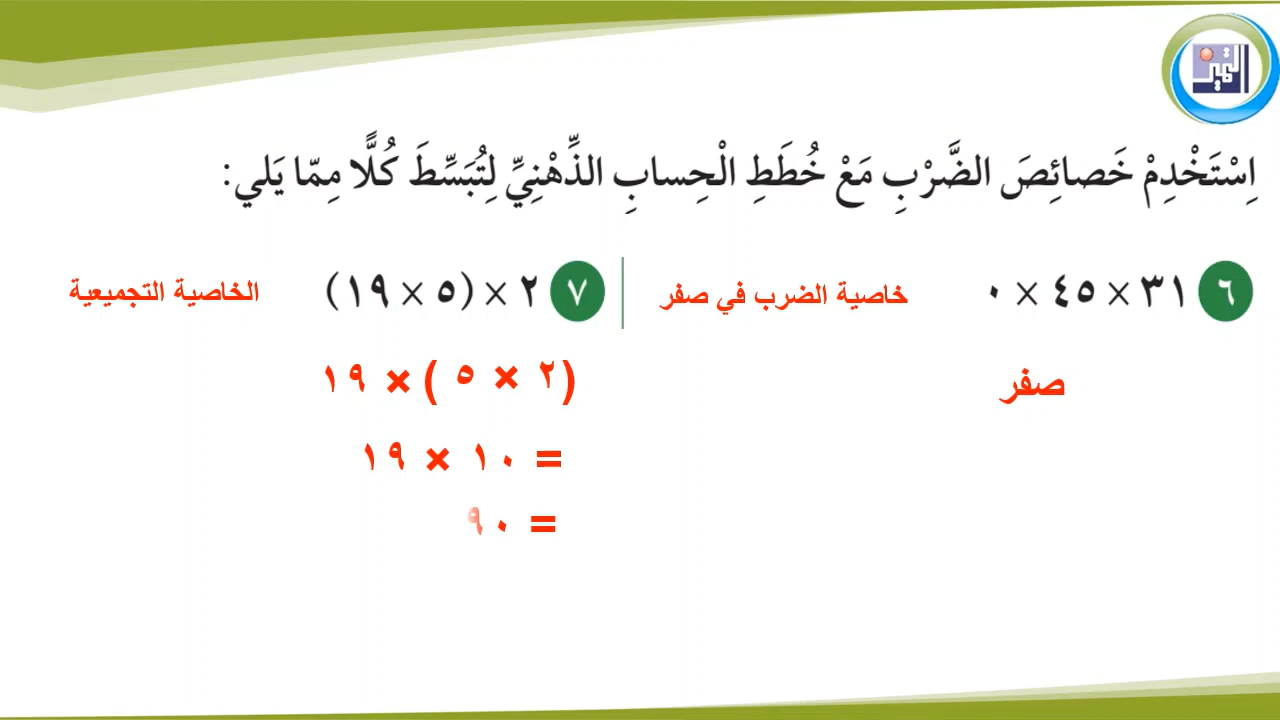 التميز
اِسْتَخْدِمْ خَصائِصَ الضَّرْبِ مَعْ خُطَطِ الْحِسابِ الذِّهْنِيِّ لِتُبَسِّطَ كُلًّا مِمّا يَلي:
٦ ٣١ × ٤٥ × ٠ خاصية الضرب في صفر
صفر
٧ ٢ × (٥ × ١٩) الخاصية التجميعية
(٢ × ٥) × ١٩
= ١٠ × ١٩
= ٩٠